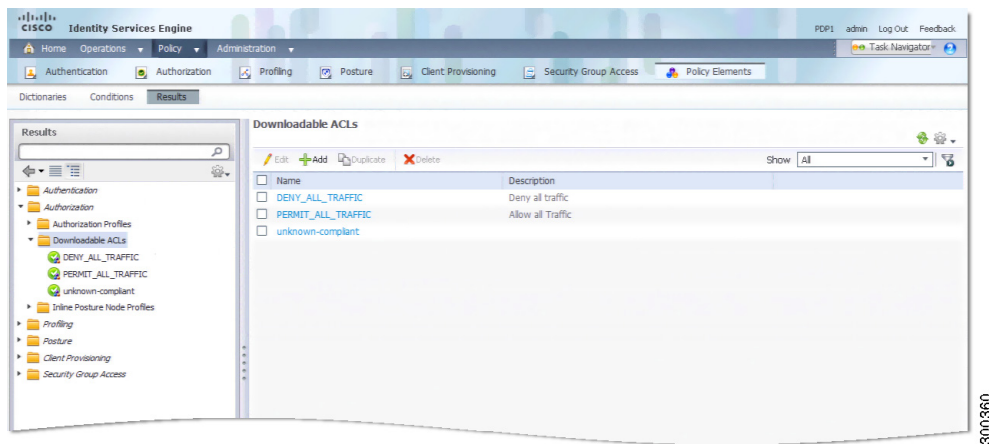 CISCO Identity Services Engine
PDP1 admin Log Out Feedback
Home Operations Policy Administration
Task Navigator
Authentication Authorization Profiling Posture Client Provisioning Security Group Access Policy Elements
Dictionaries Conditions Results
Results
Authentication
Authorization
Authorization Profiles
Downloadable ACLs
DENY_ALL_TRAFFIC
PERMIT_ALL_TRAFFIC
unknown-compliant
Inline Posture Node Profiles
Profiling
Posture
Client Provisioning
Security Group Access
Downloadable ACLs
Edit Add Duplicate Delete
Show All
Name Description
DENY_ALL_TRAFFIC Deny all traffic
PERMIT_ALL_TRAFFIC Allow all Traffic
unknown-compliant
300360